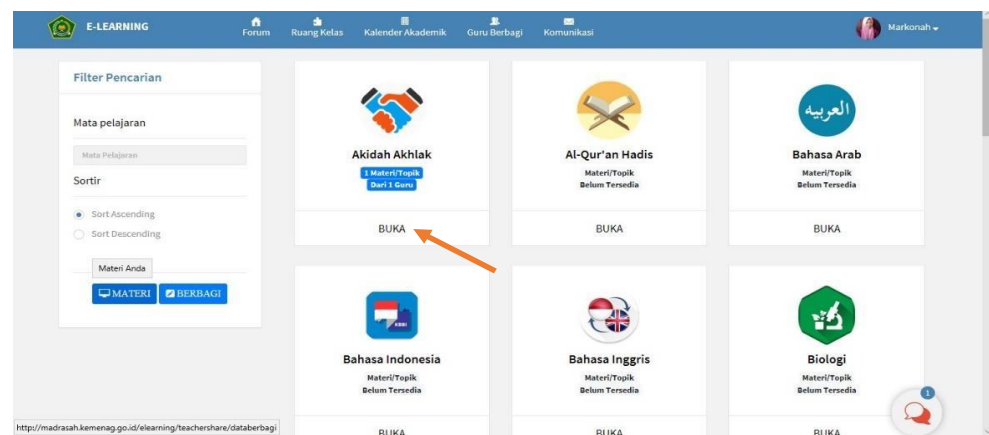 E-LEARNING
Forum
Ruang Kelas
Kalender Akademik
Guru Berbagi
Komunikasi
Markonah
Filter Pencarian
Mata pelajaran
Mata Pelajaran
Sortir
Sort Ascending
Sort Descending
Materi Anda
MATERI
BERBAGI
Akidah Akhlak
1 Materi/Topik
Dari 1 Guru
BUKA
Al-Qur'an Hadis
Materi/Topik
Belum Tersedia
BUKA
العربيه
Bahasa Arab
Materi/Topik
Belum Tersedia
BUKA
KBBI
Bahasa Indonesia
Materi/Topik
Belum Tersedia
BUKA
Bahasa Inggris
Materi/Topik
Belum Tersedia
BUKA
Biologi
Materi/Topik
Belum Tersedia
BUKA
1
http://madrasah.kemenag.go.id/elearning/teachershare/databerbagi